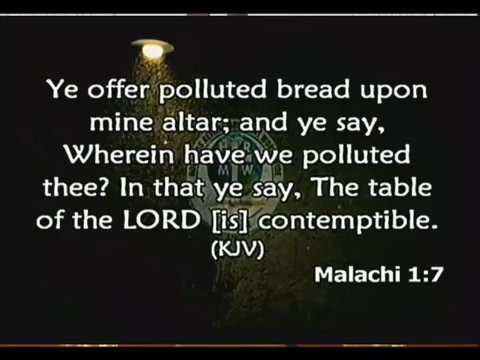 Ye offer polluted bread upon
mine altar; and ye say,
Wherein have we polluted
thee? In that ye say, The table
of the LORD [is] contemptible.
(KJV)
Malachi 1:7